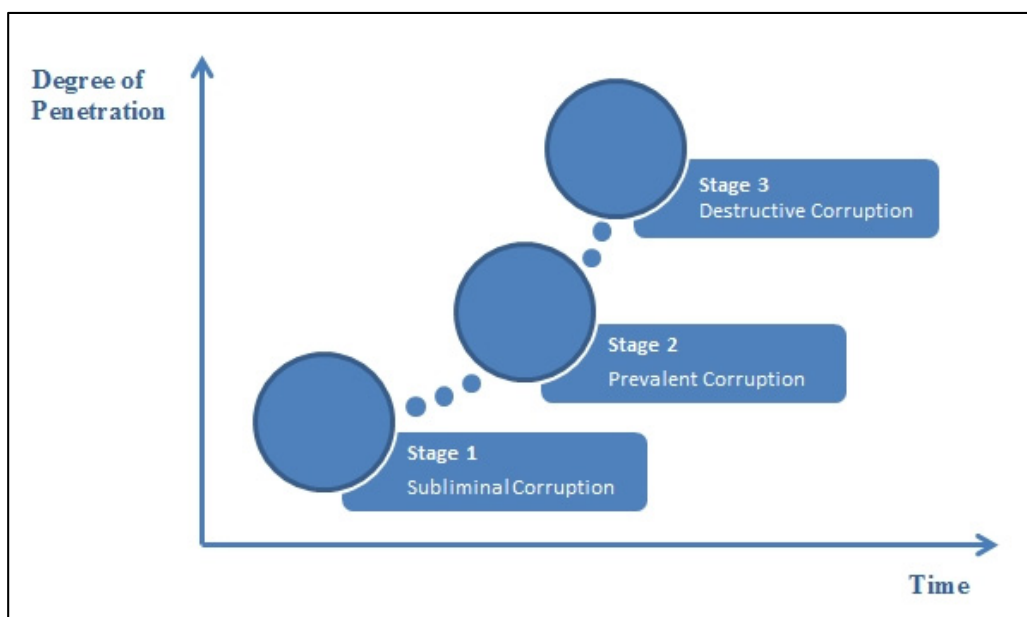 Degree of
Penetration
Stage 3
Destructive Corruption
Stage 2
Prevalent Corruption
Stage 1
Subliminal Corruption
Time